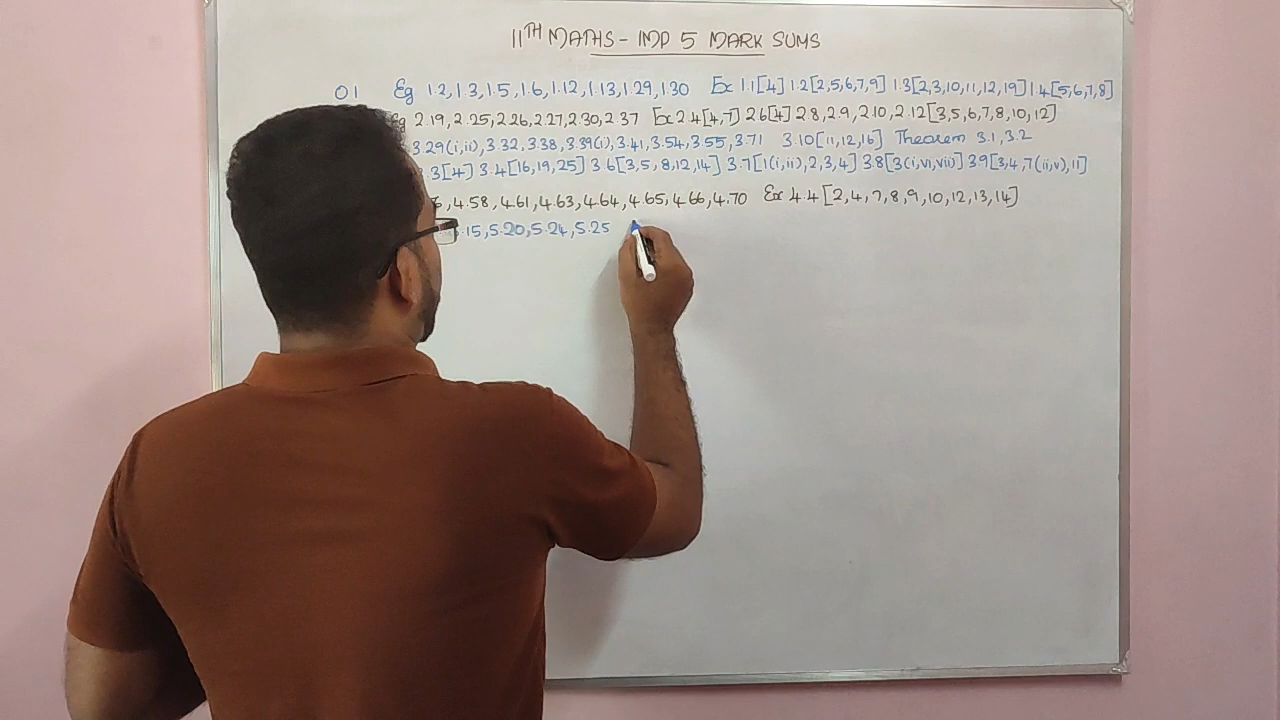 11TH MATHS - IMP 5 MARK SUMS
01 Eg 1.2, 1.3, 1.5, 1.6, 1.12, 1.13, 1.29, 1.30 Ex 1.1[4] 1.2[2,5,6,7,9] 1.3[2,3,10,11,12,19] 1.4[5,6,7,8]
Eg 2.19, 2.25, 2.26, 2.27, 2.30, 2.37 Ex 2.4[4,7] 2.6[4] 2.8, 2.9, 2.10, 2.12[3,5,6,7,8,10,12]
3.29(i,ii), 3.32, 3.38, 3.39(i), 3.41, 3.54, 3.55, 3.71 3.10[11,12,16] Theorem 3.1, 3.2
3.3[4] 3.4[16,19,25] 3.6[3,5,8,12,14] 3.7[1(i,ii),2,3,4] 3.8[3(i,vi,vii)] 3.9[3,4,7(ii,v),11]
, 4.58, 4.61, 4.63, 4.64, 4.65, 4.66, 4.70 Ex 4.4[2,4,7,8,9,10,12,13,14]
.15, 5.20, 5.24, 5.25